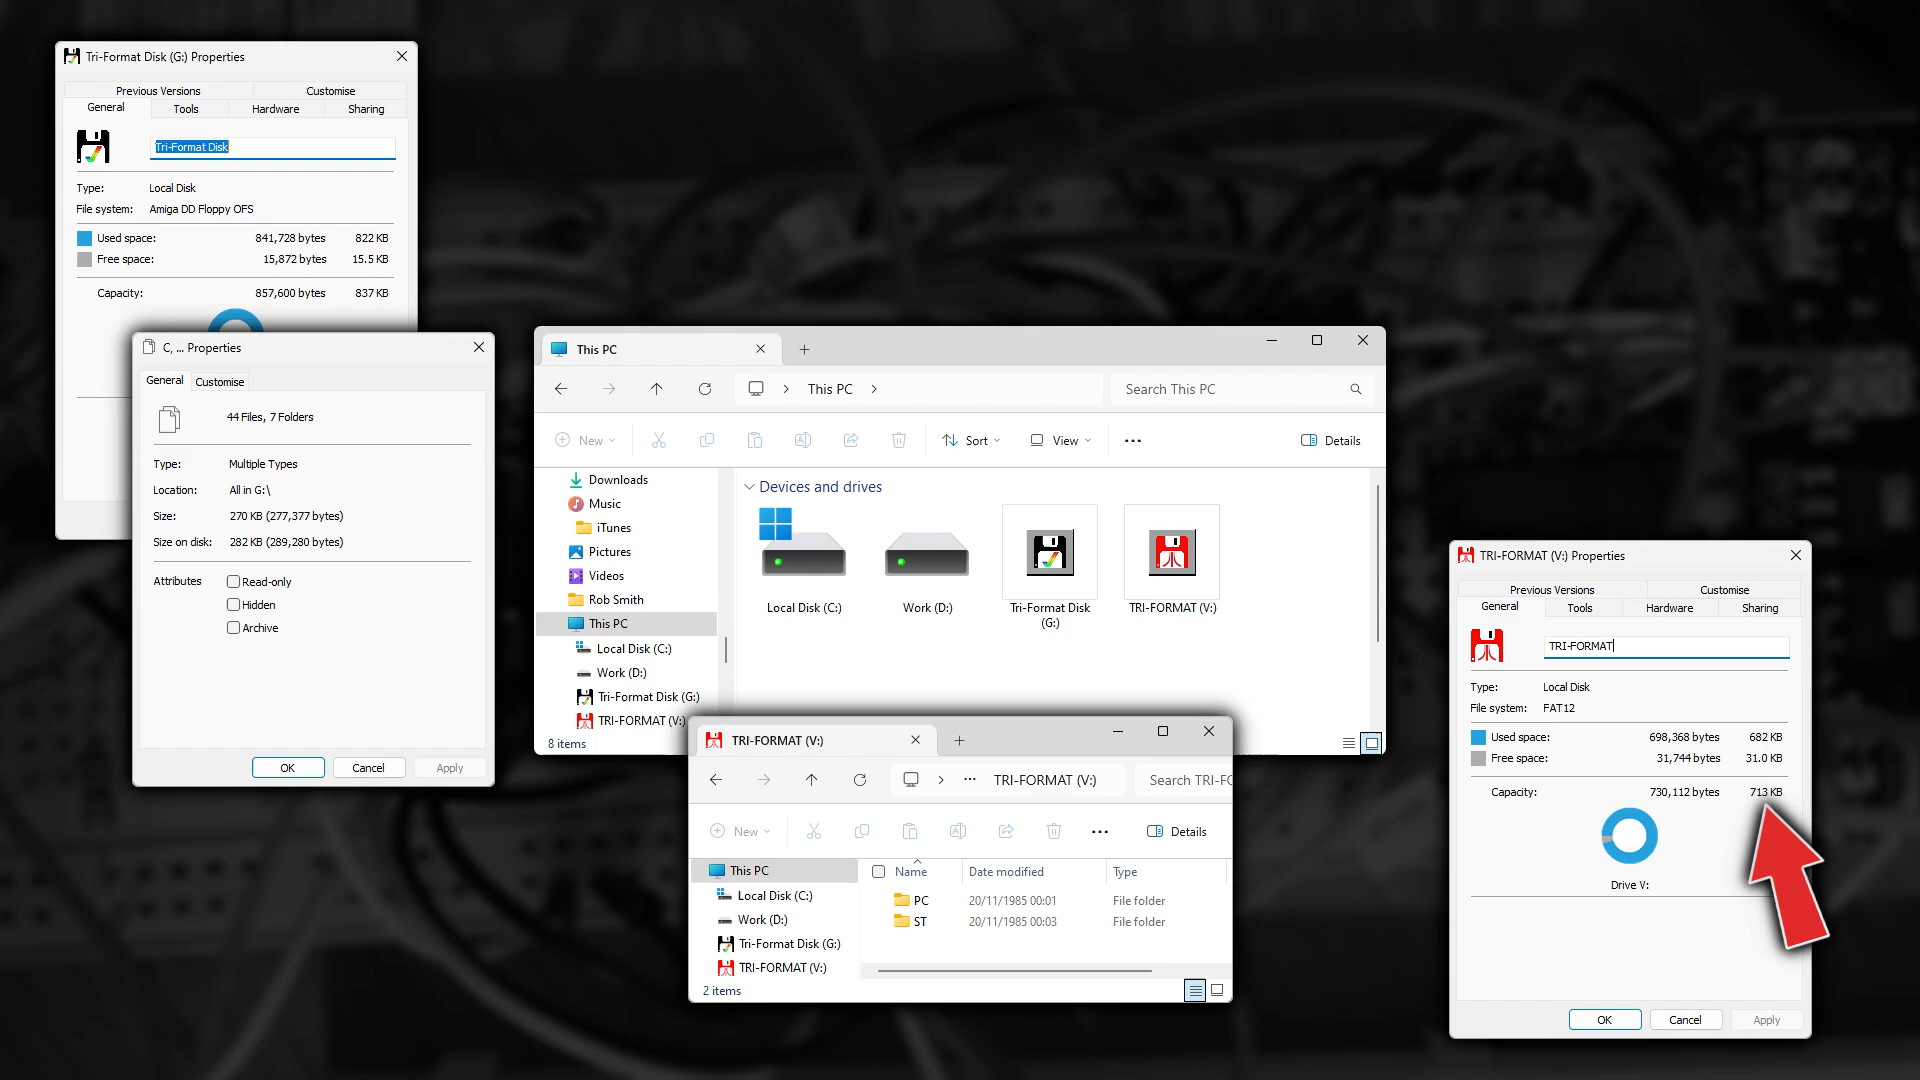 Tri-Format Disk (G:) Properties
Previous Versions Customise
General Tools Hardware Sharing
Tri-Format Disk
Type: Local Disk
File system: Amiga DD Floppy OFS
Used space: 841,728 bytes 822 KB
Free space: 15,872 bytes 15.5 KB
Capacity: 857,600 bytes 837 KB
C, ... Properties
General Customise
44 Files, 7 Folders
Type: Multiple Types
Location: All in G:\
Size: 270 KB (277,377 bytes)
Size on disk: 282 KB (289,280 bytes)
Attributes Read-only
Hidden
Archive
OK Cancel Apply
This PC
This PC
Search This PC
New Sort View ... Details
Downloads
Music
iTunes
Pictures
Videos
Rob Smith
This PC
Local Disk (C:)
Work (D:)
Tri-Format Disk (G:)
TRI-FORMAT (V:)
8 items
Devices and drives
Local Disk (C:)
Work (D:)
Tri-Format Disk
(G:)
TRI-FORMAT (V:)
TRI-FORMAT (V:)
... TRI-FORMAT (V:) Search TRI-FO
New ... Details
This PC
Local Disk (C:)
Work (D:)
Tri-Format Disk (G:)
TRI-FORMAT (V:)
2 items
Name Date modified Type
PC 20/11/1985 00:01 File folder
ST 20/11/1985 00:03 File folder
TRI-FORMAT (V:) Properties
Previous Versions Customise
General Tools Hardware Sharing
TRI-FORMAT
Type: Local Disk
File system: FAT12
Used space: 698,368 bytes 682 KB
Free space: 31,744 bytes 31.0 KB
Capacity: 730,112 bytes 713 KB
Drive V:
OK Cancel Apply